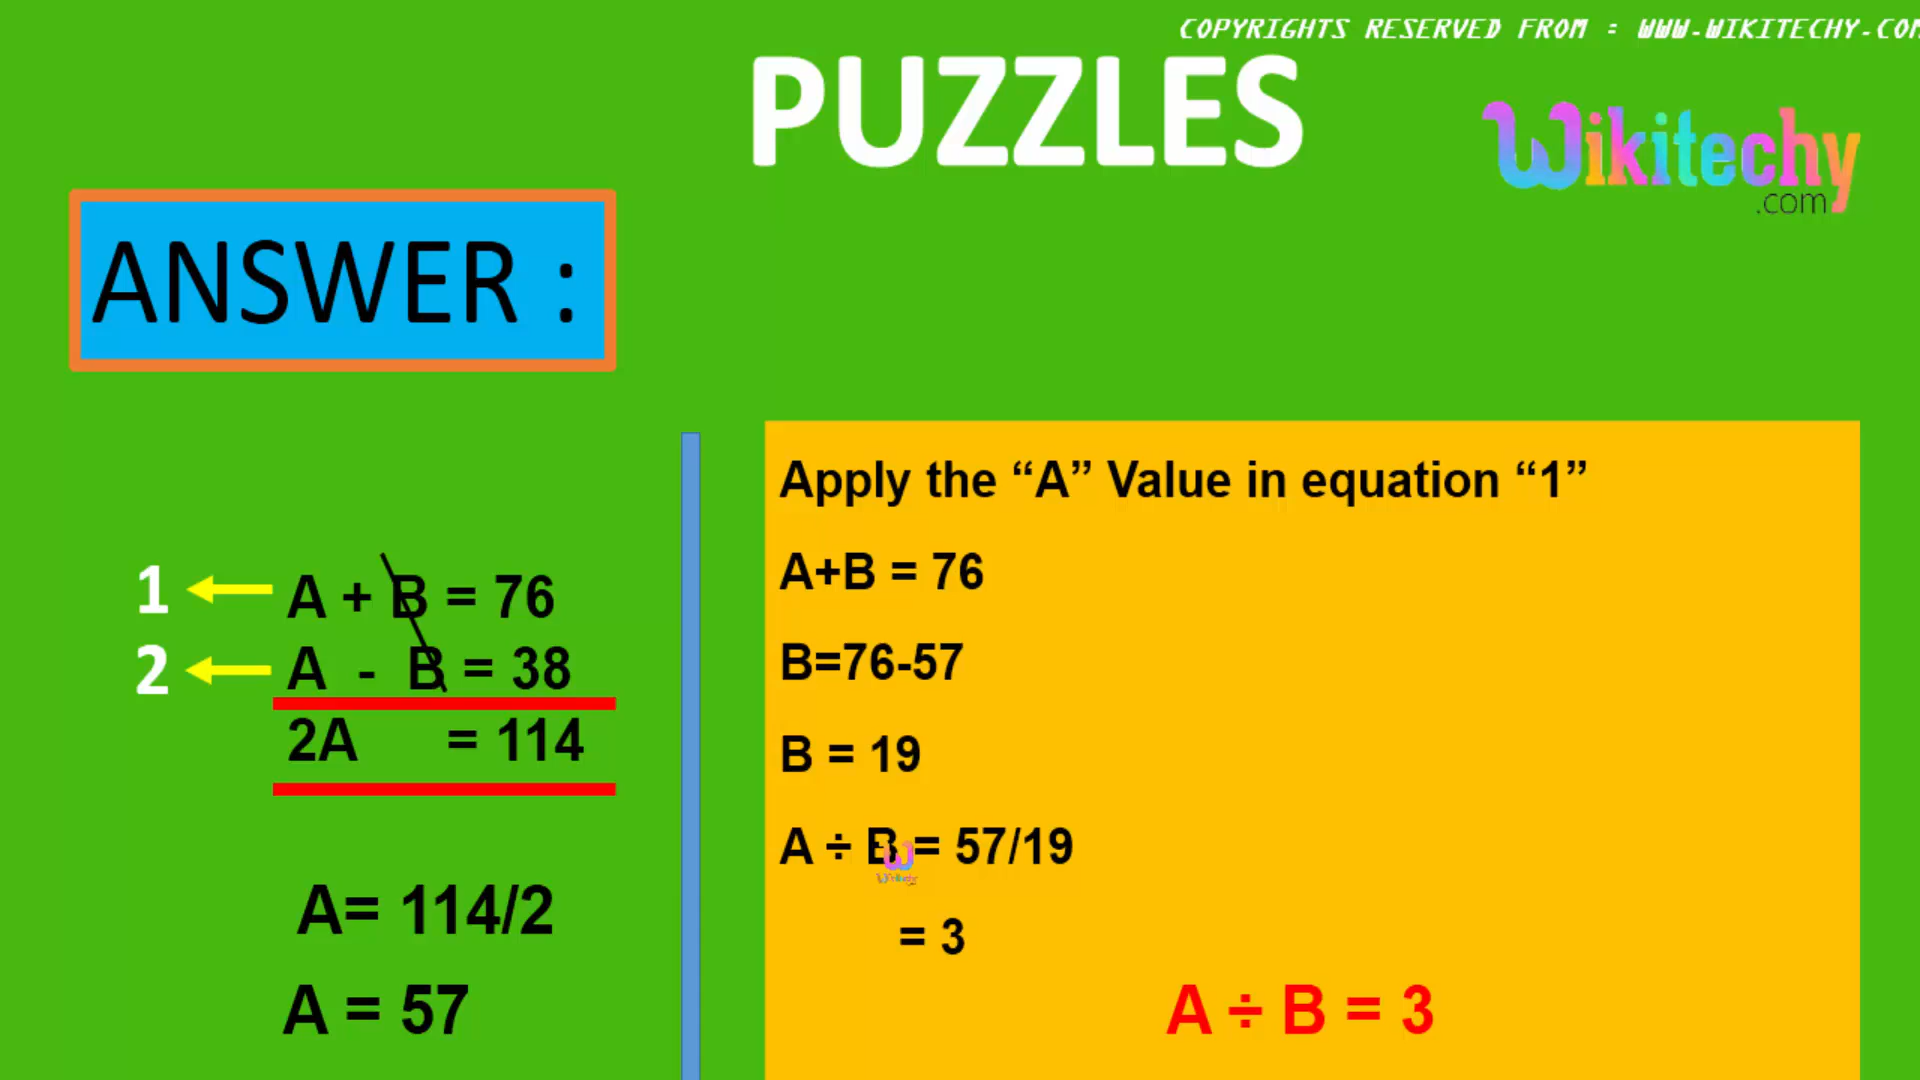 COPYRIGHTS RESERVED FROM : WWW.WIKITECHY.COM
PUZZLES
Wikitechy
.com
ANSWER :
1 A + B = 76
2 A - B = 38
2A = 114
A= 114/2
A = 57
Apply the “A” Value in equation “1”
A+B = 76
B=76-57
B = 19
A ÷ B = 57/19
= 3
A ÷ B = 3